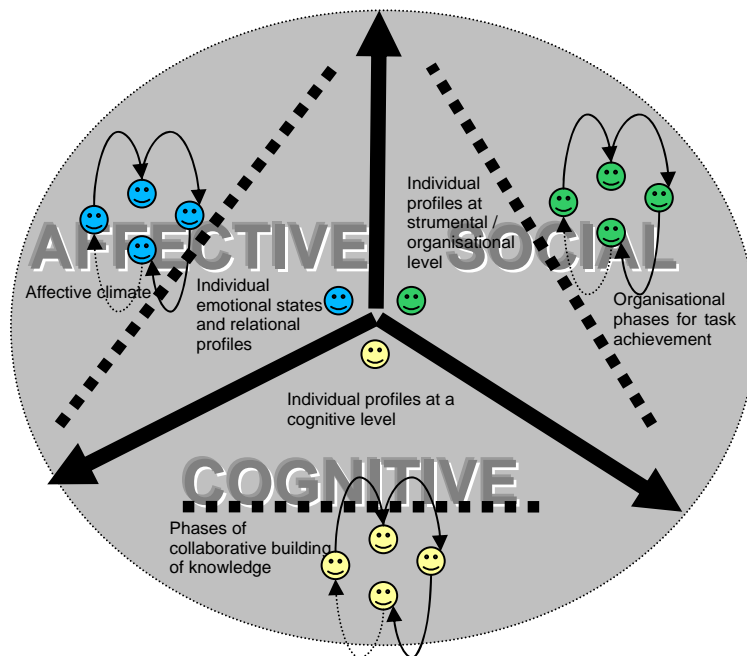 Individual
profiles at
strumental /
organisational
level
AFFECTIVE
SOCIAL
Affective climate
Individual
emotional states
and relational
profiles
Organisational
phases for task
achievement
Individual profiles at a
cognitive level
COGNITIVE
Phases of
collaborative building
of knowledge